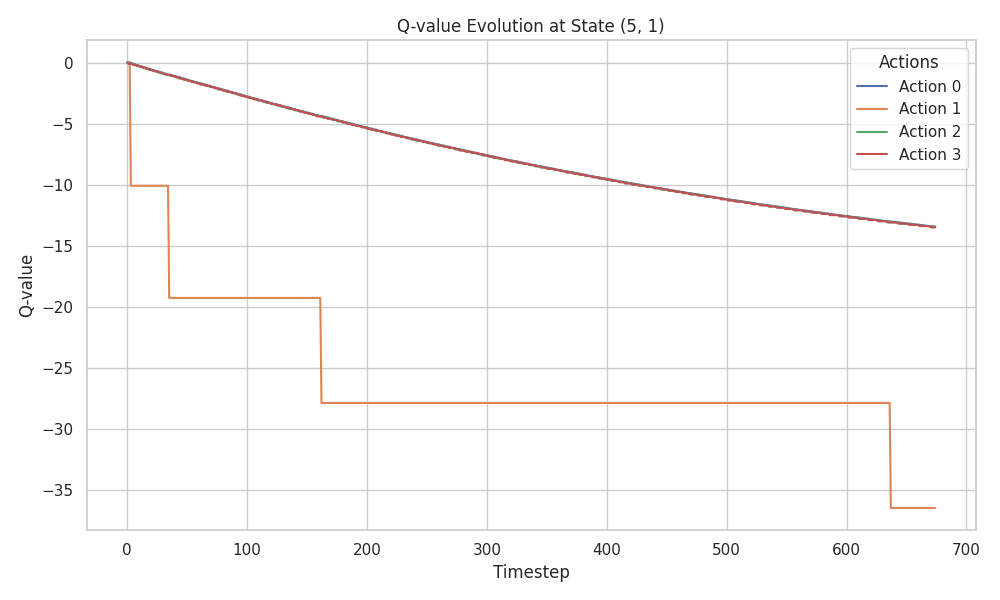 Q-value Evolution at State (5, 1)
Actions
Action 0
Action 1
Action 2
Action 3
Q-value
0
−5
−10
−15
−20
−25
−30
−35
0 100 200 300 400 500 600 700
Timestep